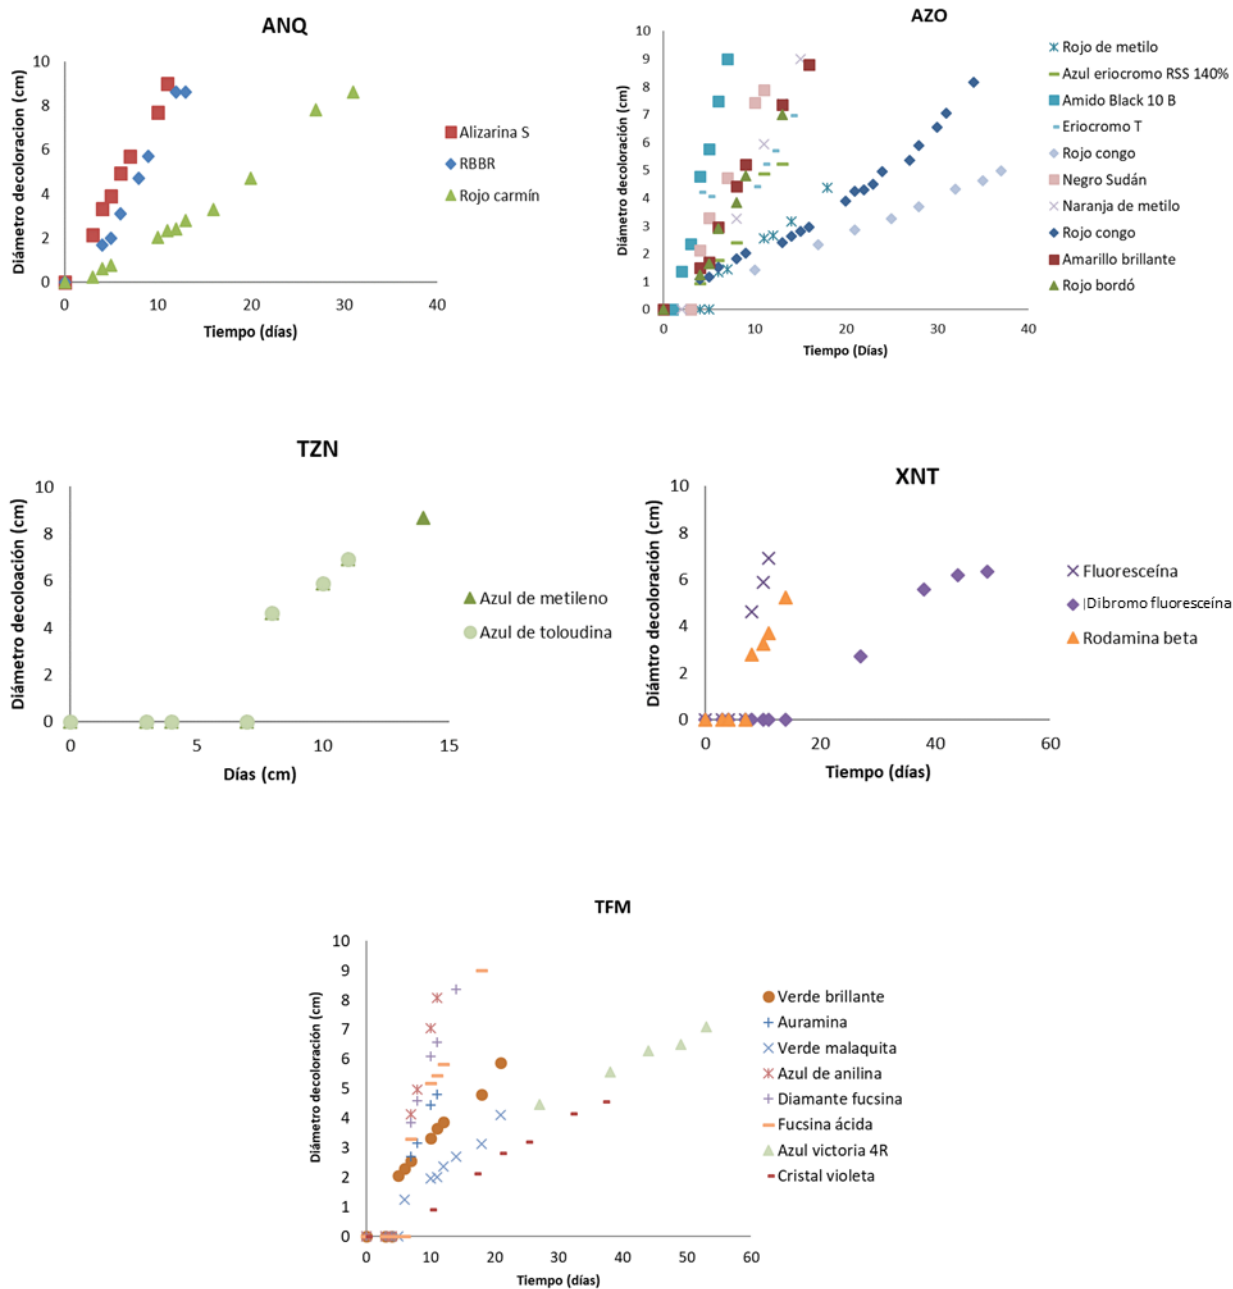 ANQ
Diámetro decoloracion (cm)
10
8
6
4
2
0
0
10
20
30
40
Tiempo (días)
Alizarina S
RBBR
Rojo carmín
AZO
Diámetro decoloración (cm)
10
9
8
7
6
5
4
3
2
1
0
0
10
20
30
40
Tiempo (Días)
Rojo de metilo
Azul eriocromo RSS 140%
Amido Black 10 B
Eriocromo T
Rojo congo
Negro Sudán
Naranja de metilo
Rojo congo
Amarillo brillante
Rojo bordó
TZN
Diámetro decoloación (cm)
10
8
6
4
2
0
0
5
10
15
Días (cm)
Azul de metileno
Azul de toloudina
XNT
Diámtro decoloración (cm)
10
8
6
4
2
0
0
20
40
60
Tiempo (días)
Fluoresceína
|Dibromo fluoresceína
Rodamina beta
TFM
Diámetro decoloración (cm)
10
9
8
7
6
5
4
3
2
1
0
0
10
20
30
40
50
60
Tiempo (días)
Verde brillante
Auramina
Verde malaquita
Azul de anilina
Diamante fucsina
Fucsina ácida
Azul victoria 4R
Cristal violeta